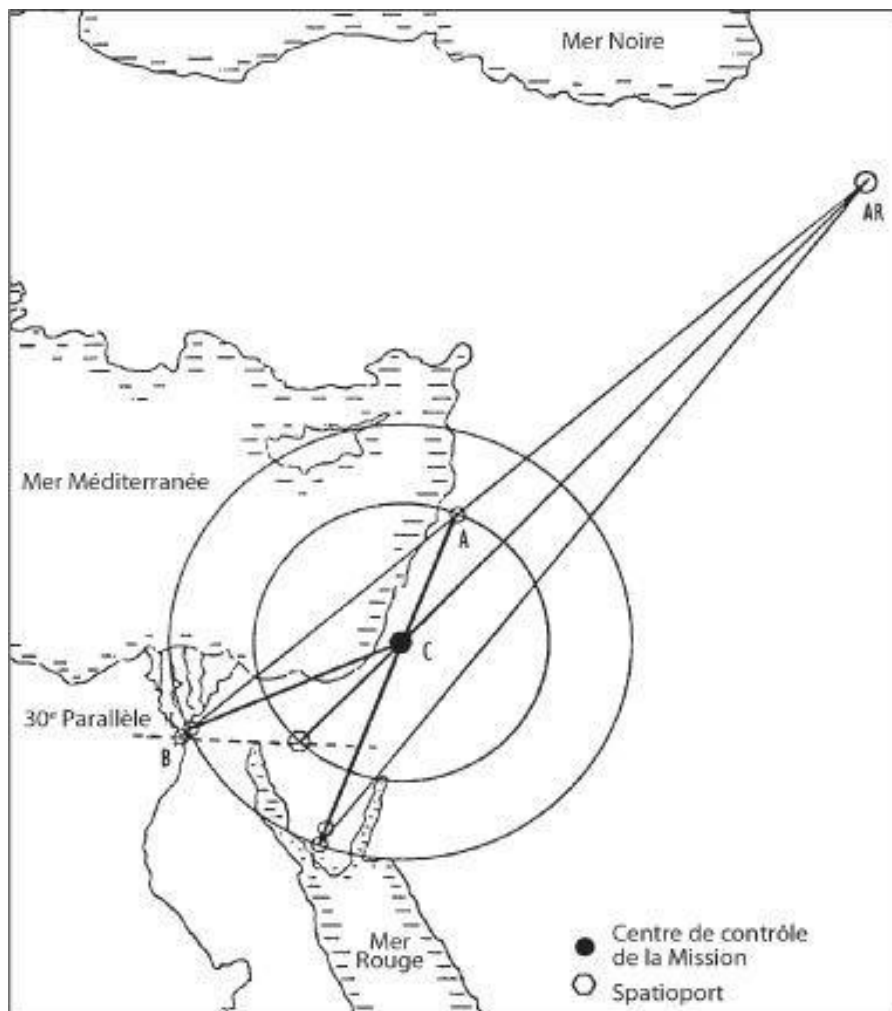 Mer Noire
AR
Mer Méditerranée
A
C
30ᵉ Parallèle
B
Mer
Rouge
Centre de contrôle
de la Mission
Spatioport